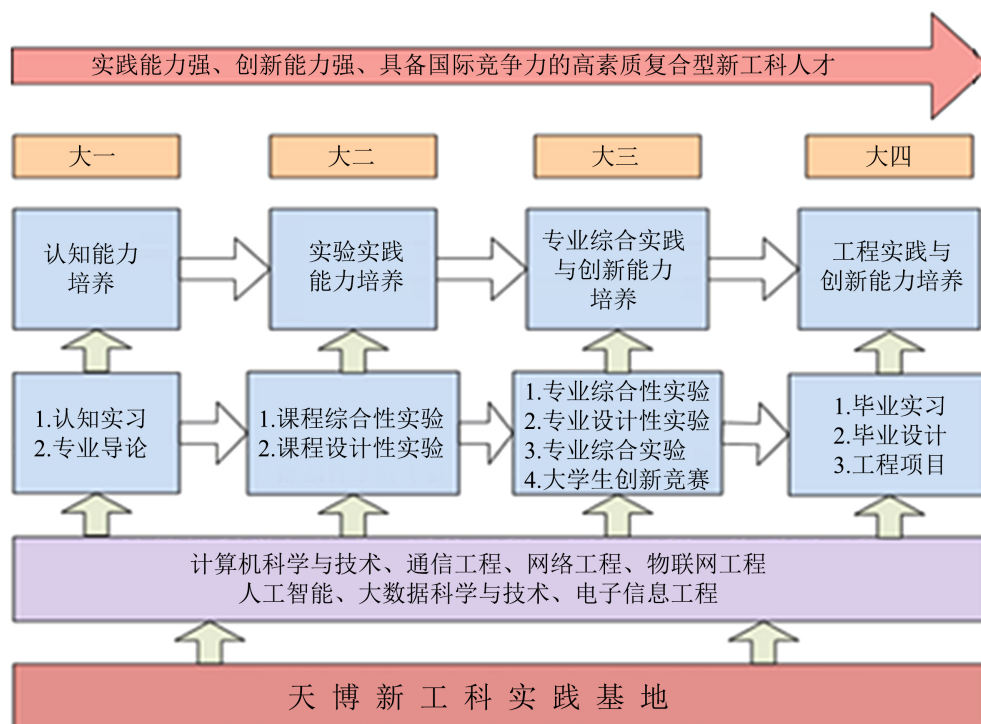 实践能力强、创新能力强、具备国际竞争力的高素质复合型新工科人才
大一
大二
大三
大四
认知能力
培养
实验实践
能力培养
专业综合实践
与创新能力
培养
工程实践与
创新能力培养
1.认知实习
2.专业导论
1.课程综合性实验
2.课程设计性实验
1.专业综合性实验
2.专业设计性实验
3.专业综合实验
4.大学生创新竞赛
1.毕业实习
2.毕业设计
3.工程项目
计算机科学与技术、通信工程、网络工程、物联网工程
人工智能、大数据科学与技术、电子信息工程
天博新工科实践基地